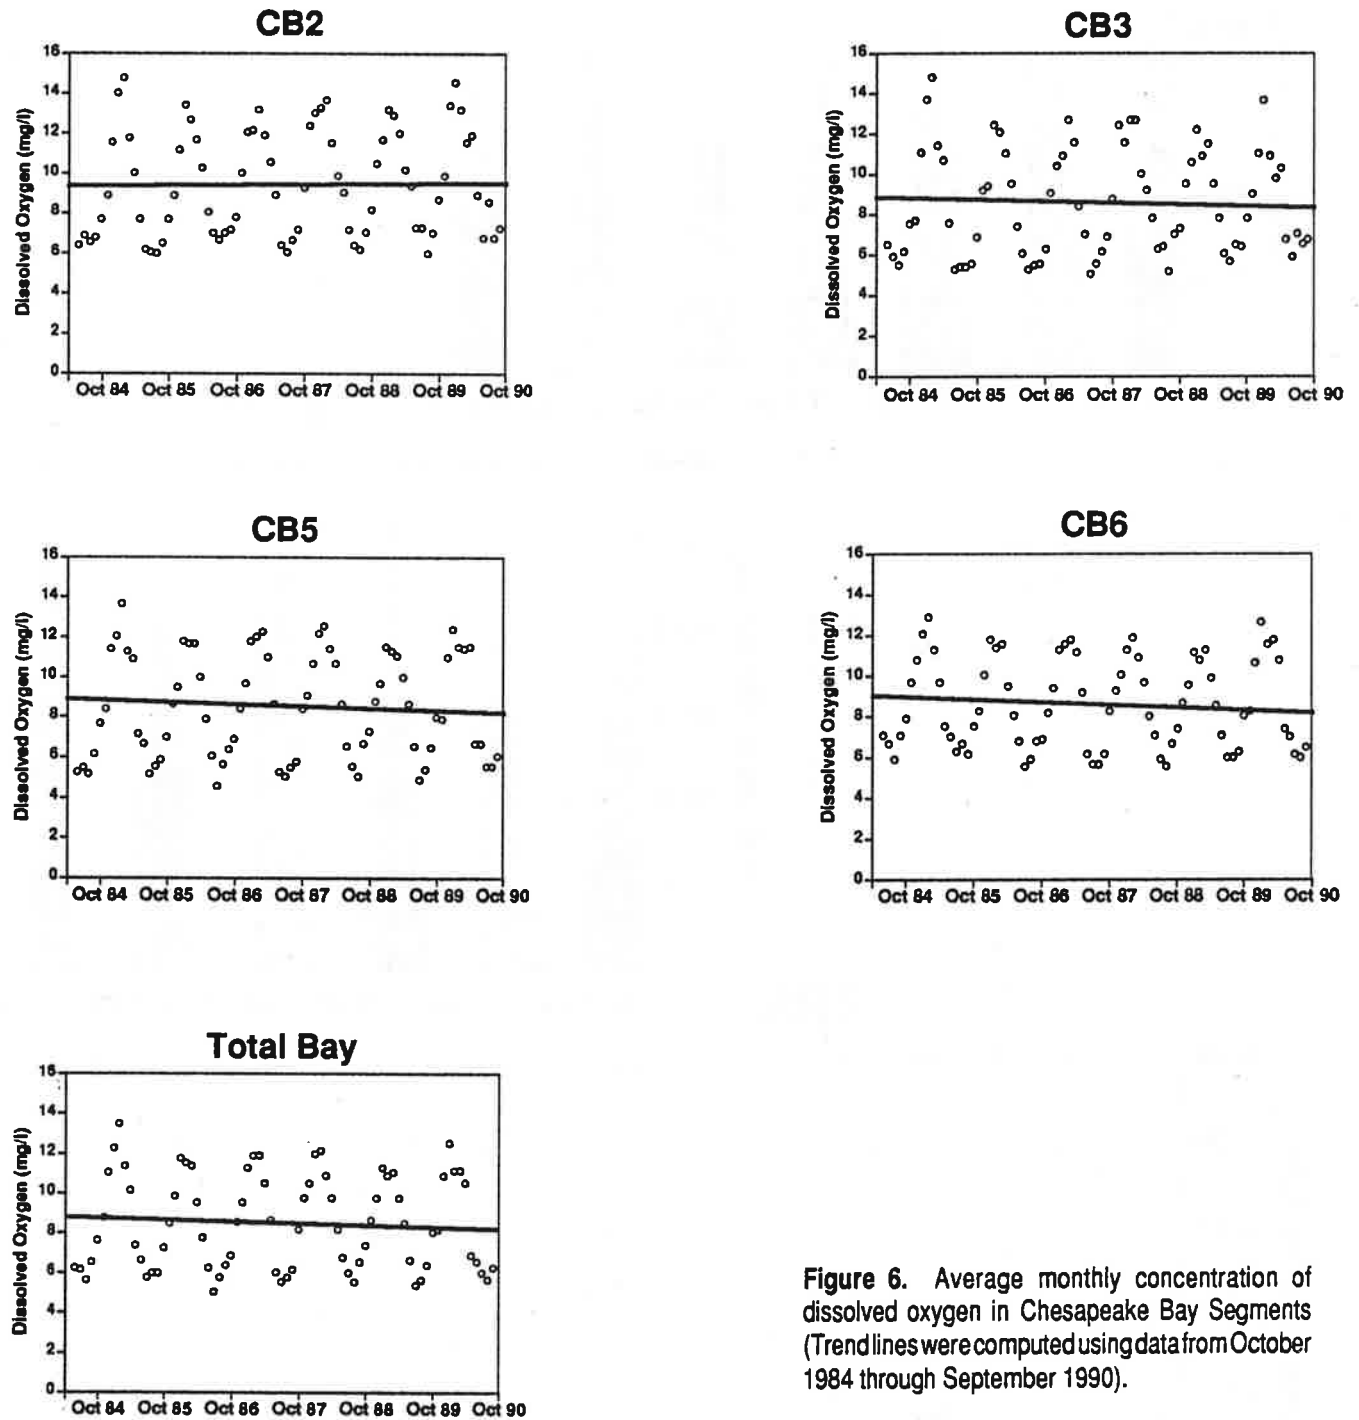 CB2
Dissolved Oxygen (mg/l)
16
14
12
10
8
6
4
2
0
Oct 84 Oct 85 Oct 86 Oct 87 Oct 88 Oct 89 Oct 90
CB3
Dissolved Oxygen (mg/l)
16
14
12
10
8
6
4
2
0
Oct 84 Oct 85 Oct 86 Oct 87 Oct 88 Oct 89 Oct 90
CB5
Dissolved Oxygen (mg/l)
16
14
12
10
8
6
4
2
0
Oct 84 Oct 85 Oct 86 Oct 87 Oct 88 Oct 89 Oct 90
CB6
Dissolved Oxygen (mg/l)
16
14
12
10
8
6
4
2
0
Oct 84 Oct 85 Oct 86 Oct 87 Oct 88 Oct 89 Oct 90
Total Bay
Dissolved Oxygen (mg/l)
16
14
12
10
8
6
4
2
0
Oct 84 Oct 85 Oct 86 Oct 87 Oct 88 Oct 89 Oct 90
Figure 6. Average monthly concentration of
dissolved oxygen in Chesapeake Bay Segments
(Trend lines were computed using data from October
1984 through September 1990).